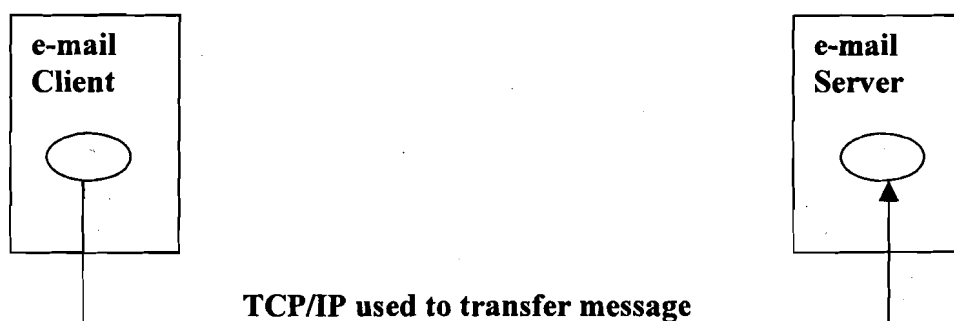 e-mail
Client
e-mail
Server
TCP/IP used to transfer message